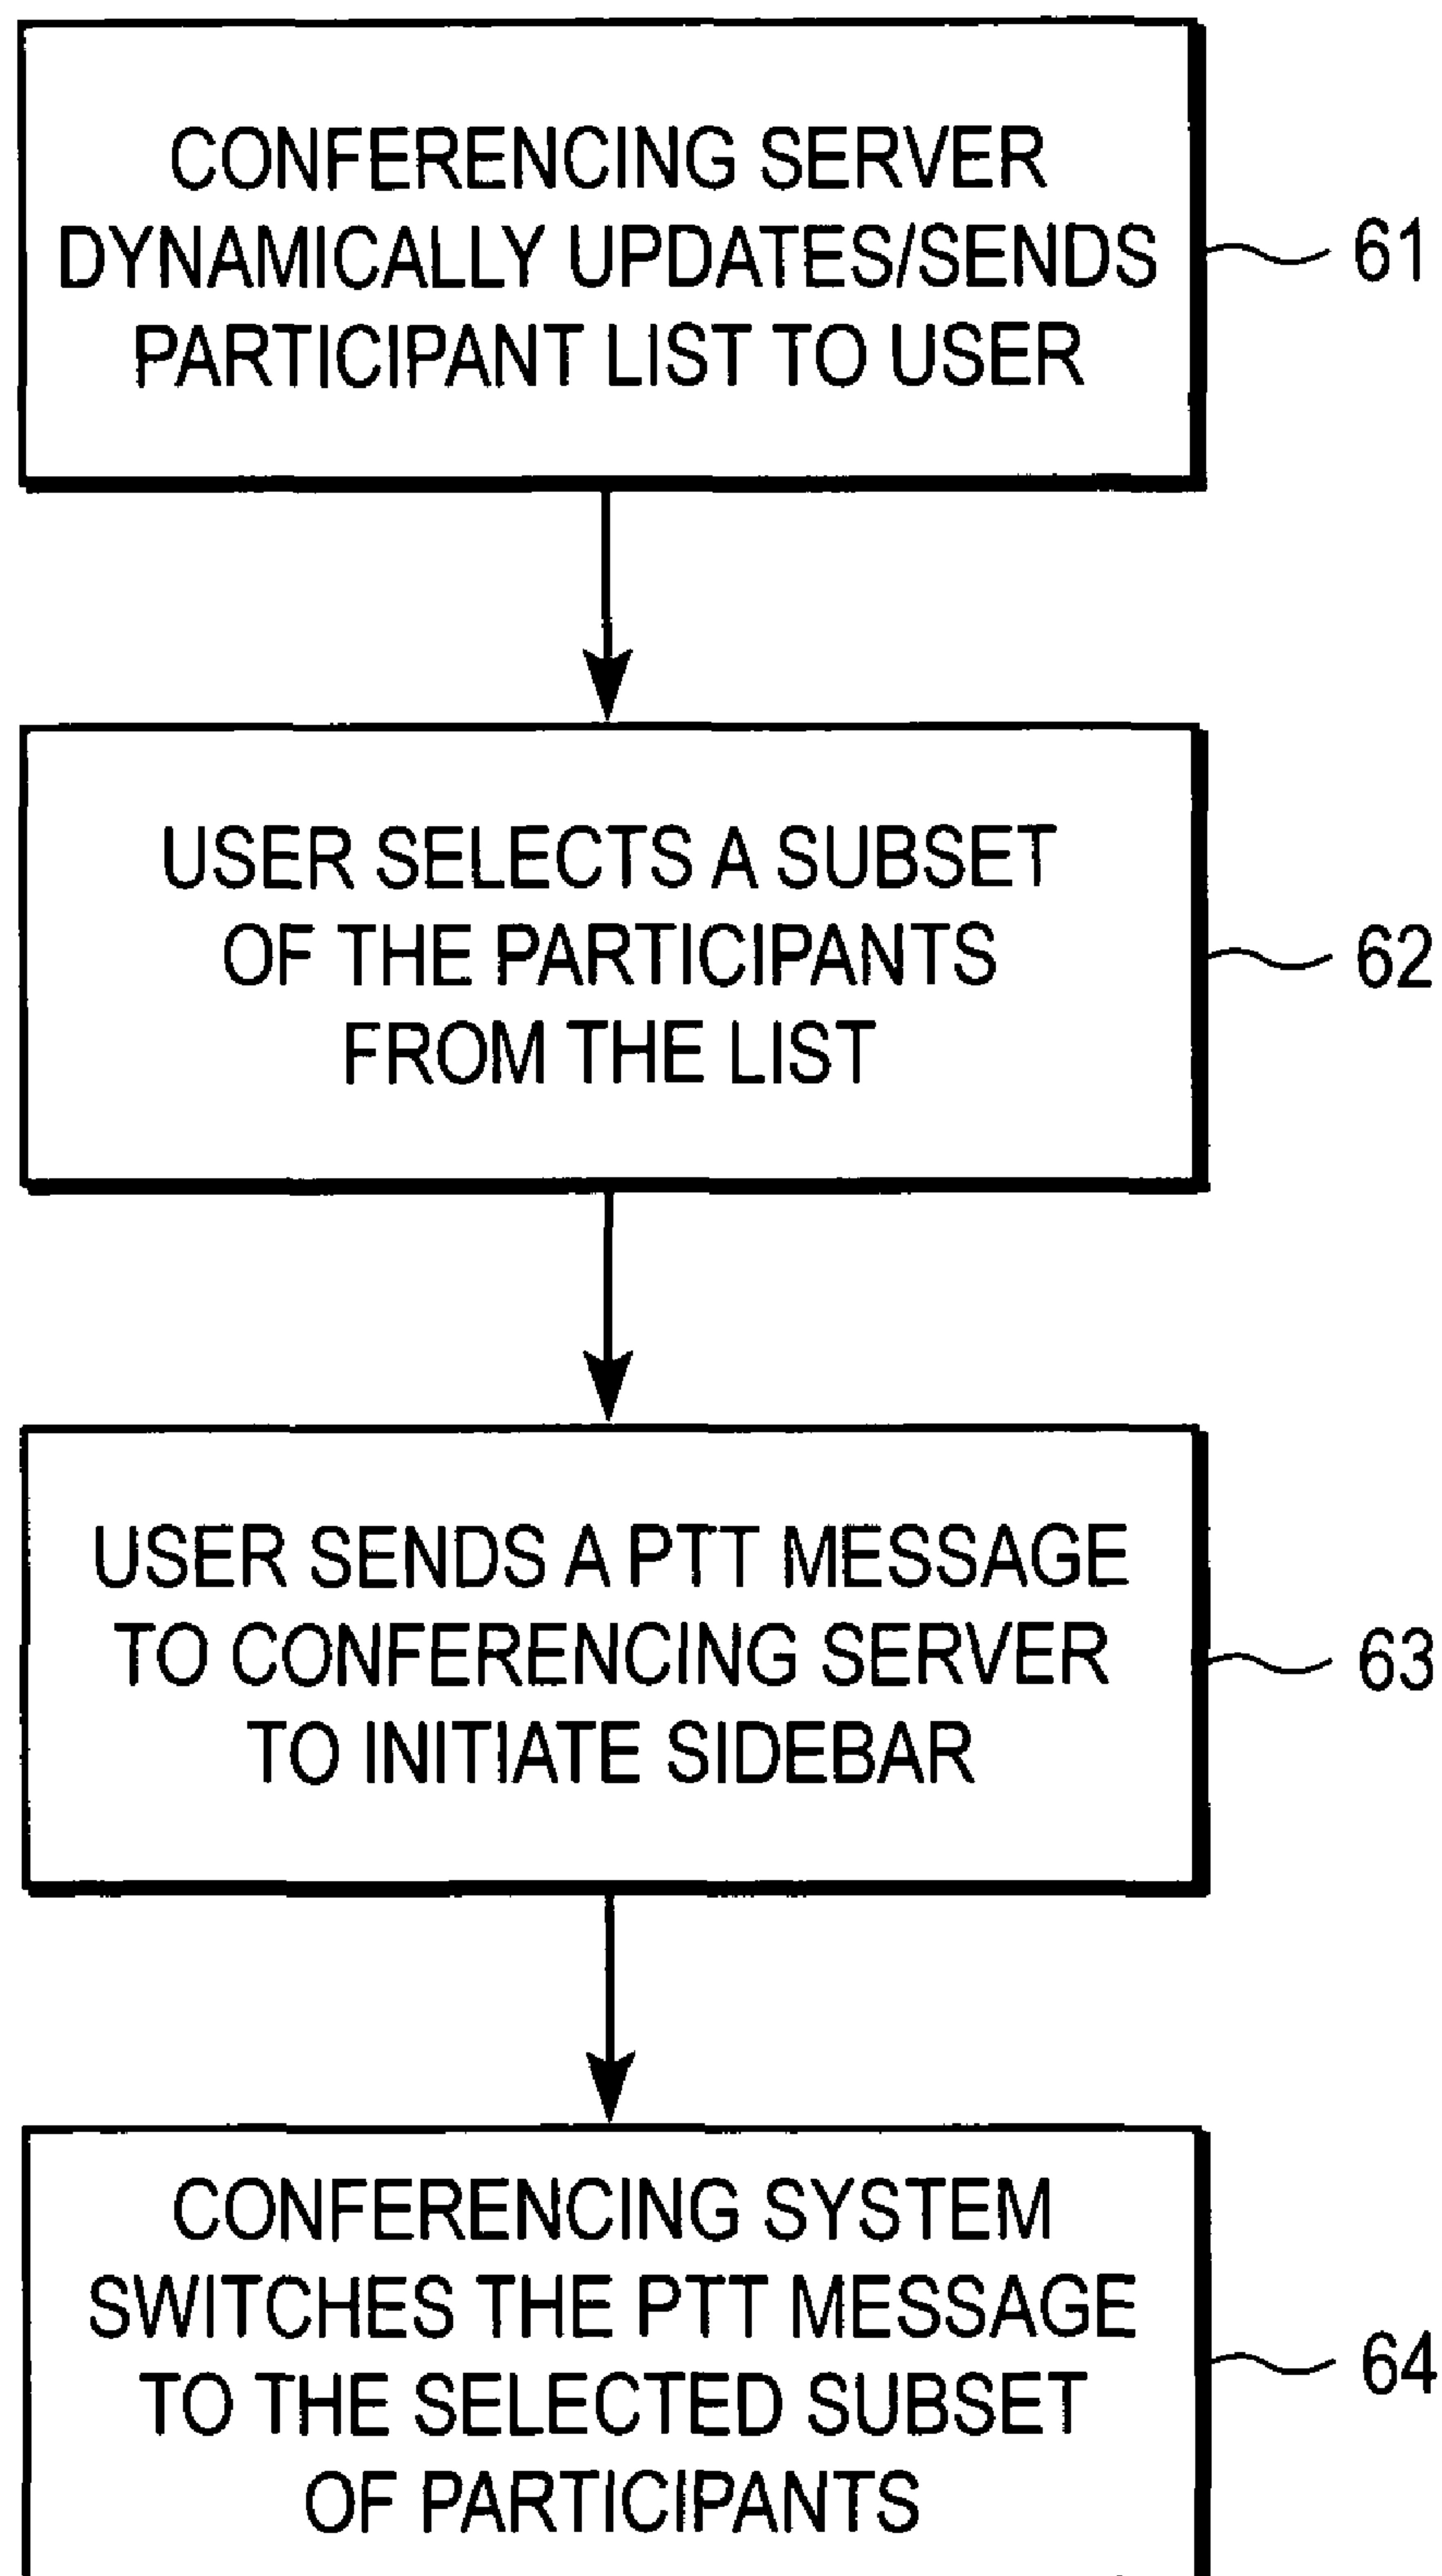 CONFERENCING SERVER
DYNAMICALLY UPDATES/SENDS
PARTICIPANT LIST TO USER
61
USER SELECTS A SUBSET
OF THE PARTICIPANTS
FROM THE LIST
62
USER SENDS A PTT MESSAGE
TO CONFERENCING SERVER
TO INITIATE SIDEBAR
63
CONFERENCING SYSTEM
SWITCHES THE PTT MESSAGE
TO THE SELECTED SUBSET
OF PARTICIPANTS
64